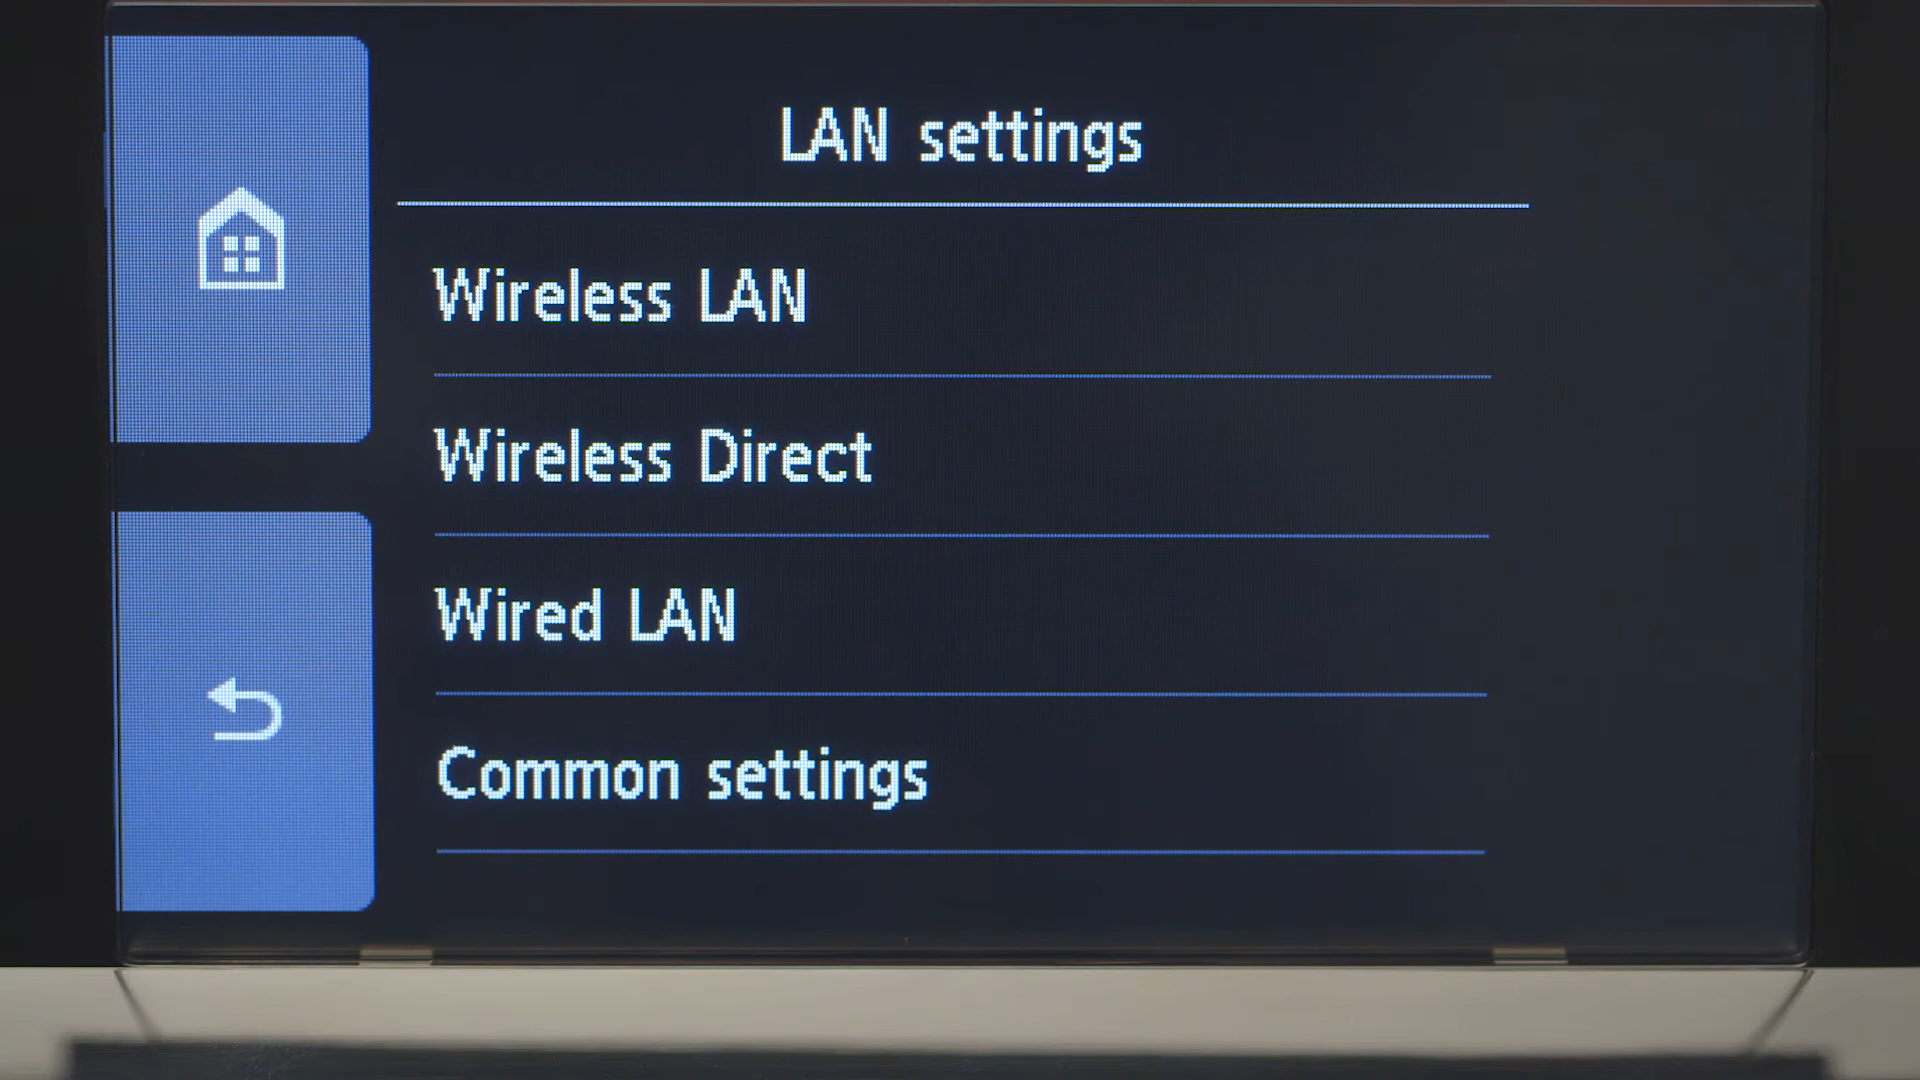 LAN settings
Wireless LAN
Wireless Direct
Wired LAN
Common settings